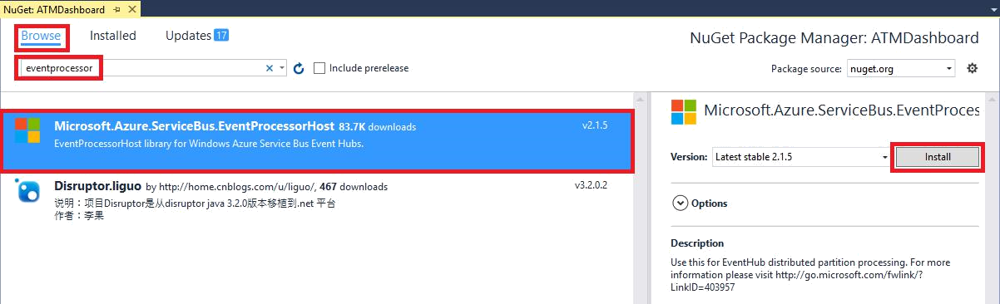 NuGet: ATMDashboard
Browse Installed Updates 17
NuGet Package Manager: ATMDashboard
eventprocessor
Include prerelease
Package source: nuget.org
Microsoft.Azure.ServiceBus.EventProcessorHost 83.7K downloads v2.1.5
EventProcessorHost library for Windows Azure Service Bus Event Hubs.
Disruptor.liguo by http://home.cnblogs.com/u/liguo/, 467 downloads v3.2.0.2
说明：项目Disruptor是从disruptor java 3.2.0版本移植到.net 平台
作者：李果
Microsoft.Azure.ServiceBus.EventProces
Version: Latest stable 2.1.5 Install
Options
Description
Use this for EventHub distributed partition processing. For more
information please visit http://go.microsoft.com/fwlink/?
LinkID=403957